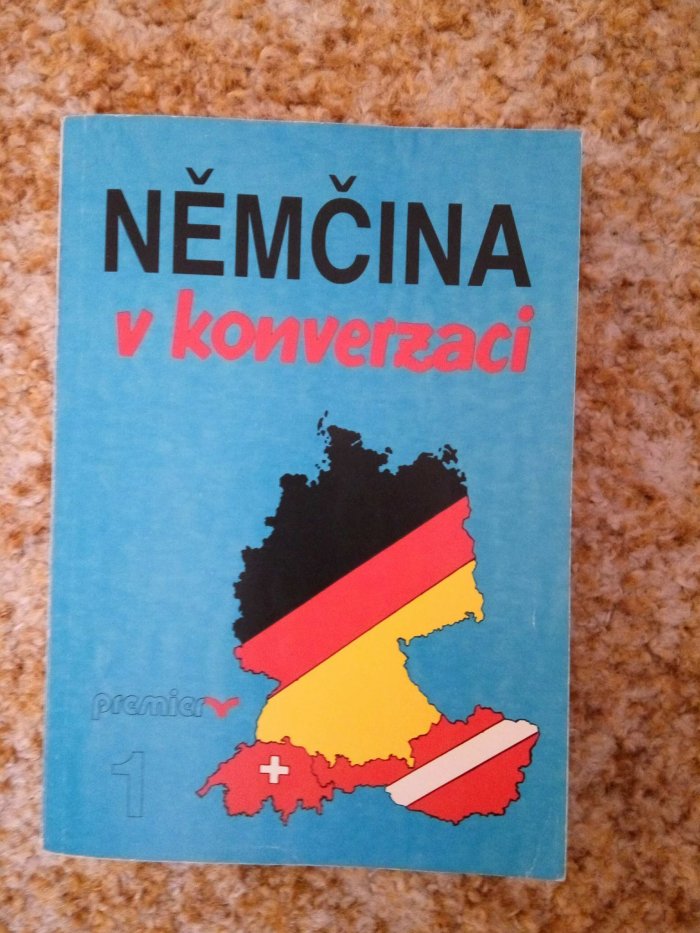 NĚMČINA
v konverzaci
premier
1